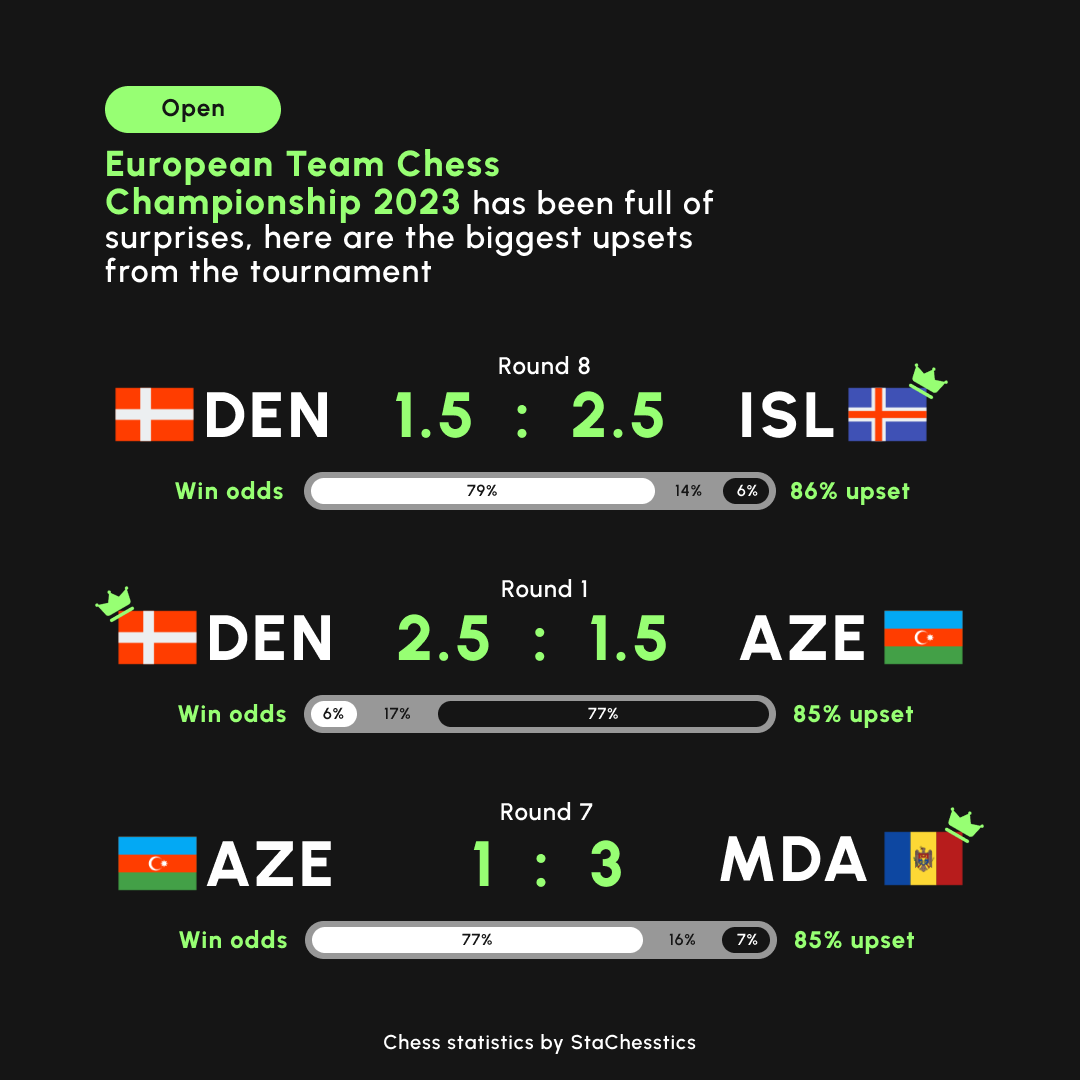 Open
European Team Chess
Championship 2023 has been full of
surprises, here are the biggest upsets
from the tournament
Round 8
DEN 1.5 : 2.5 ISL
Win odds 79% 14% 6% 86% upset
Round 1
DEN 2.5 : 1.5 AZE
Win odds 6% 17% 77% 85% upset
Round 7
AZE 1 : 3 MDA
Win odds 77% 16% 7% 85% upset
Chess statistics by StaChesstics